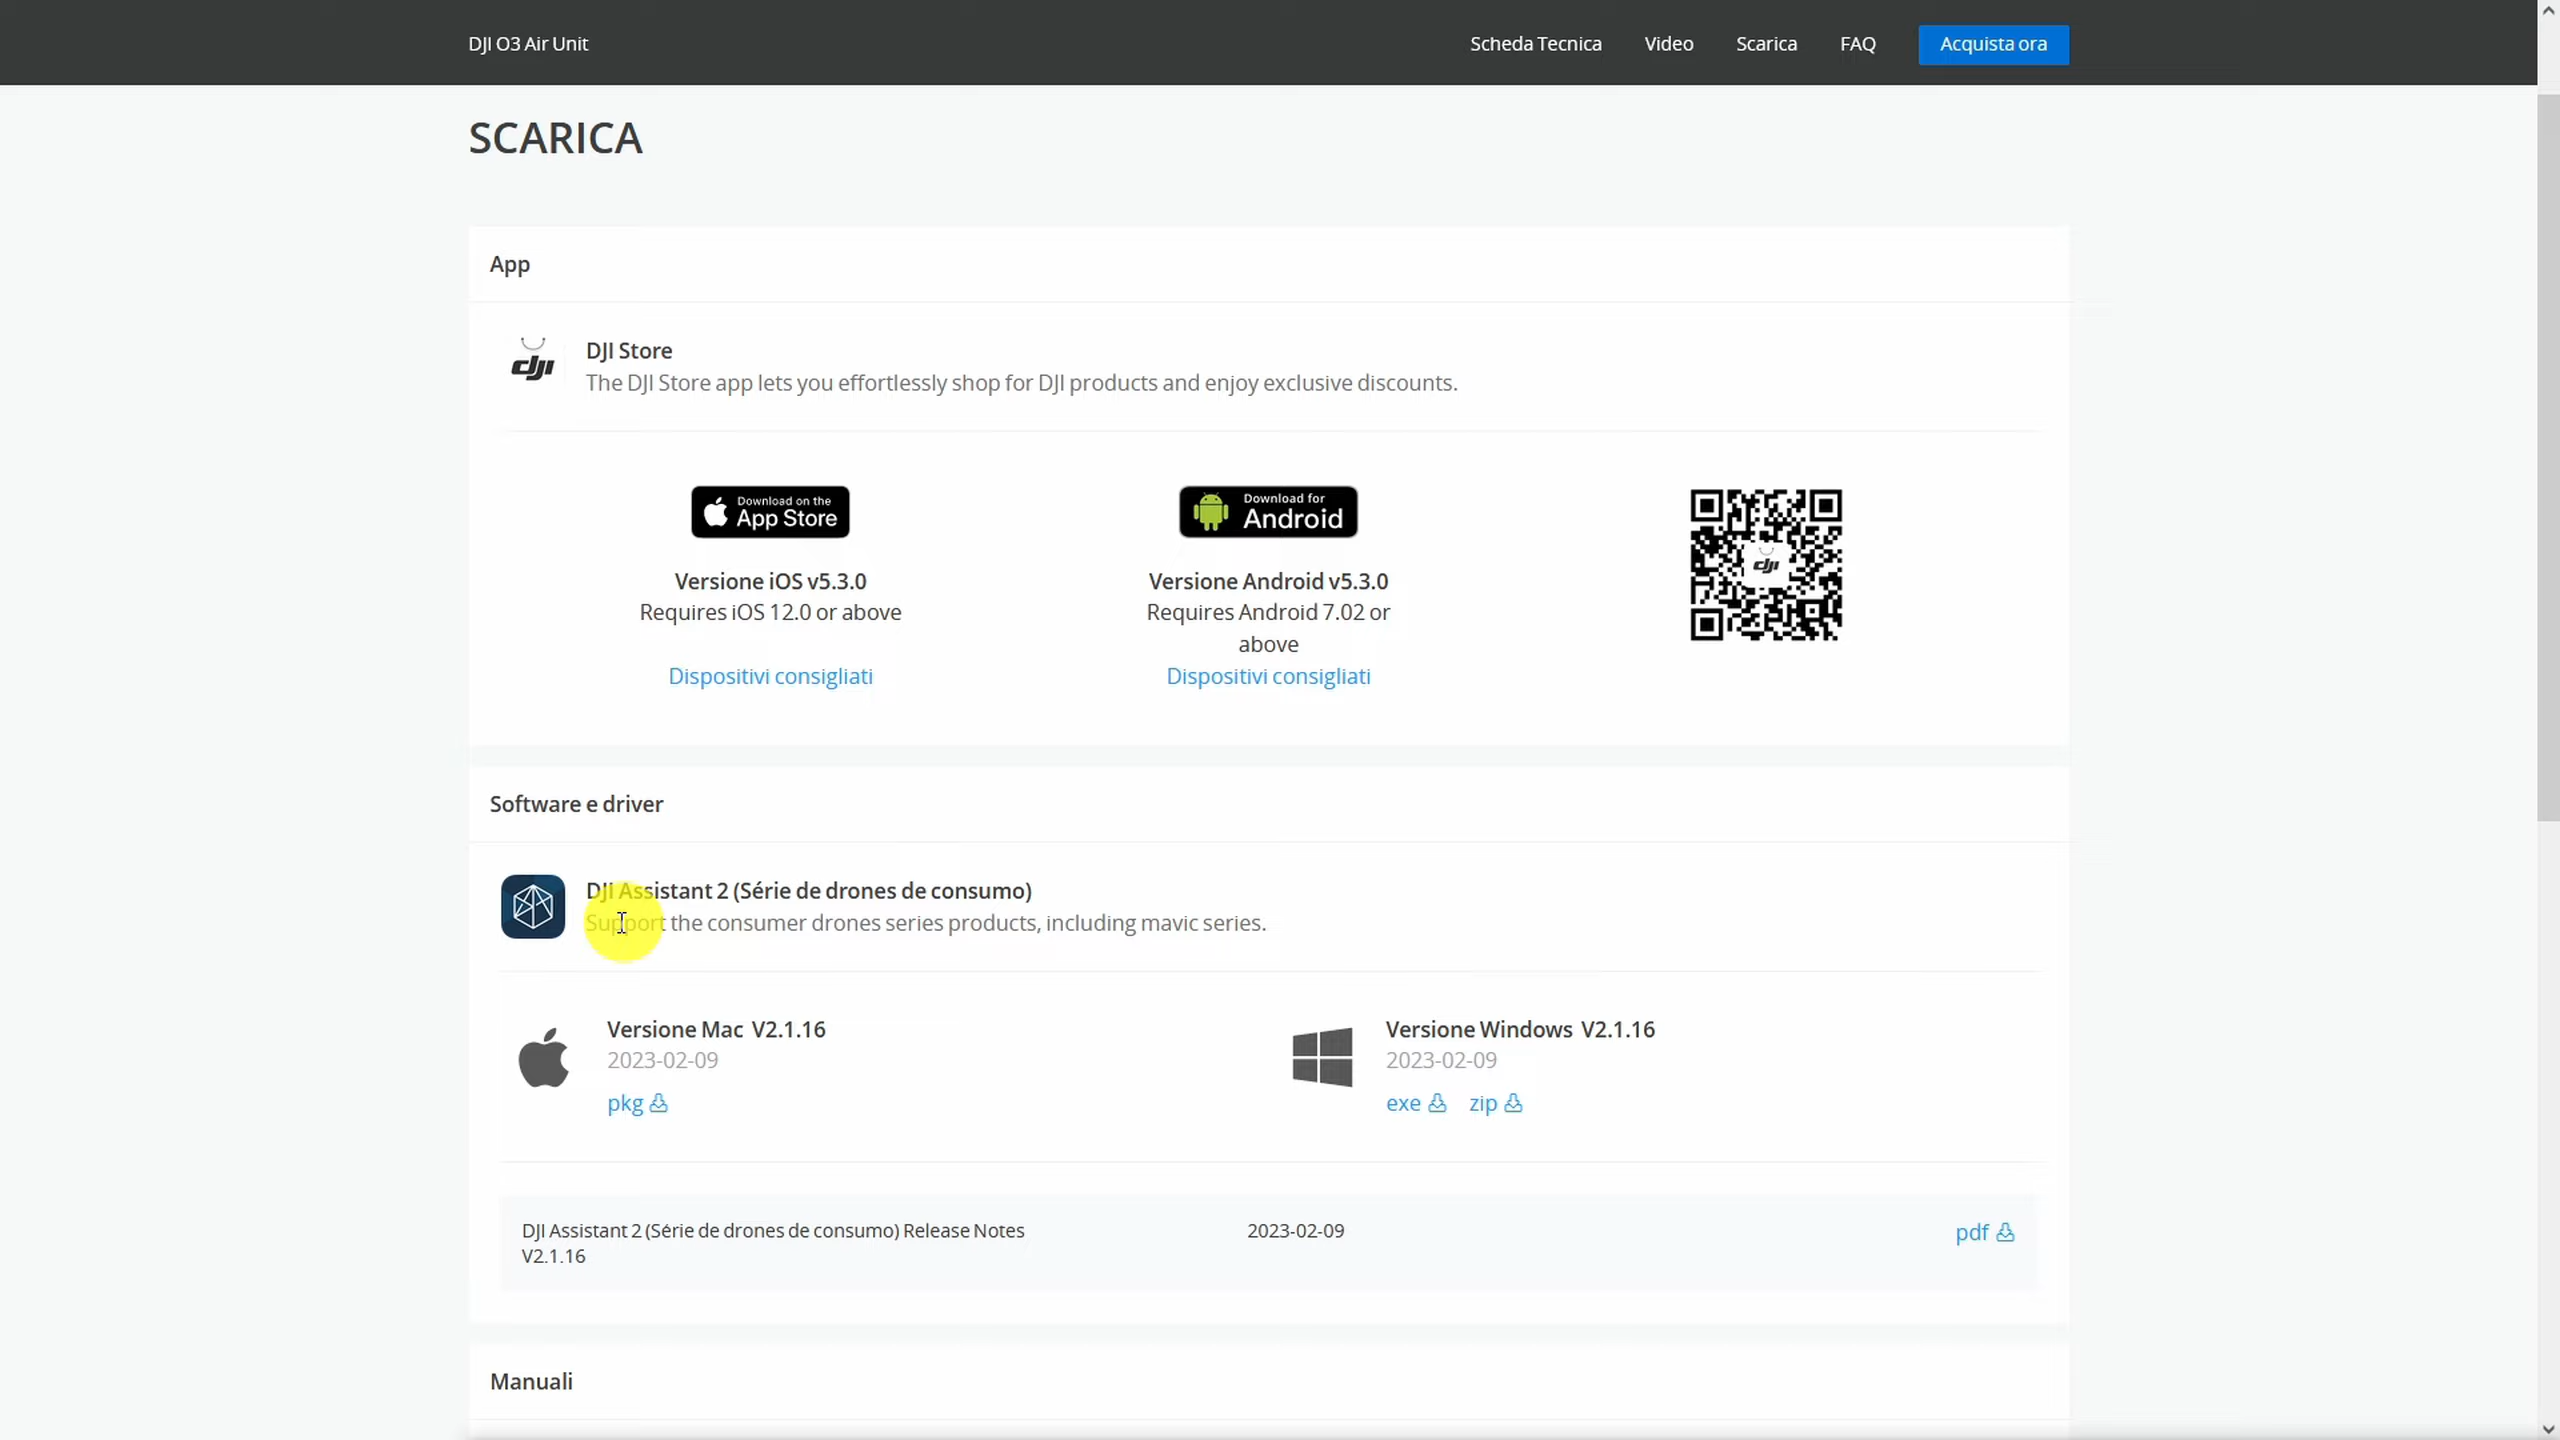 DJI O3 Air Unit
Scheda Tecnica
Video
Scarica
FAQ
Acquista ora
SCARICA
App
dji
DJI Store
The DJI Store app lets you effortlessly shop for DJI products and enjoy exclusive discounts.
Download on the
App Store
Versione iOS v5.3.0
Requires iOS 12.0 or above
Dispositivi consigliati
Download for
Android
Versione Android v5.3.0
Requires Android 7.02 or
above
Dispositivi consigliati
dji
Software e driver
DJI Assistant 2 (Série de drones de consumo)
Support the consumer drones series products, including mavic series.
Versione Mac V2.1.16
2023-02-09
pkg
Versione Windows V2.1.16
2023-02-09
exe zip
DJI Assistant 2 (Série de drones de consumo) Release Notes
V2.1.16
2023-02-09
pdf
Manuali